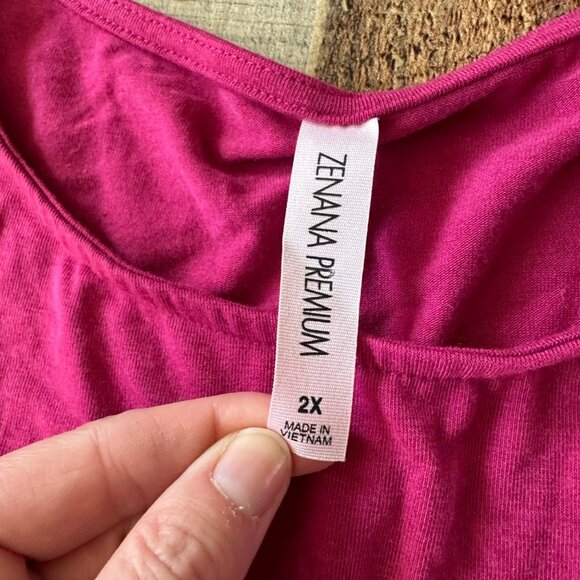 ZENANA PREMIUM
2X
MADE IN
VIETNAM